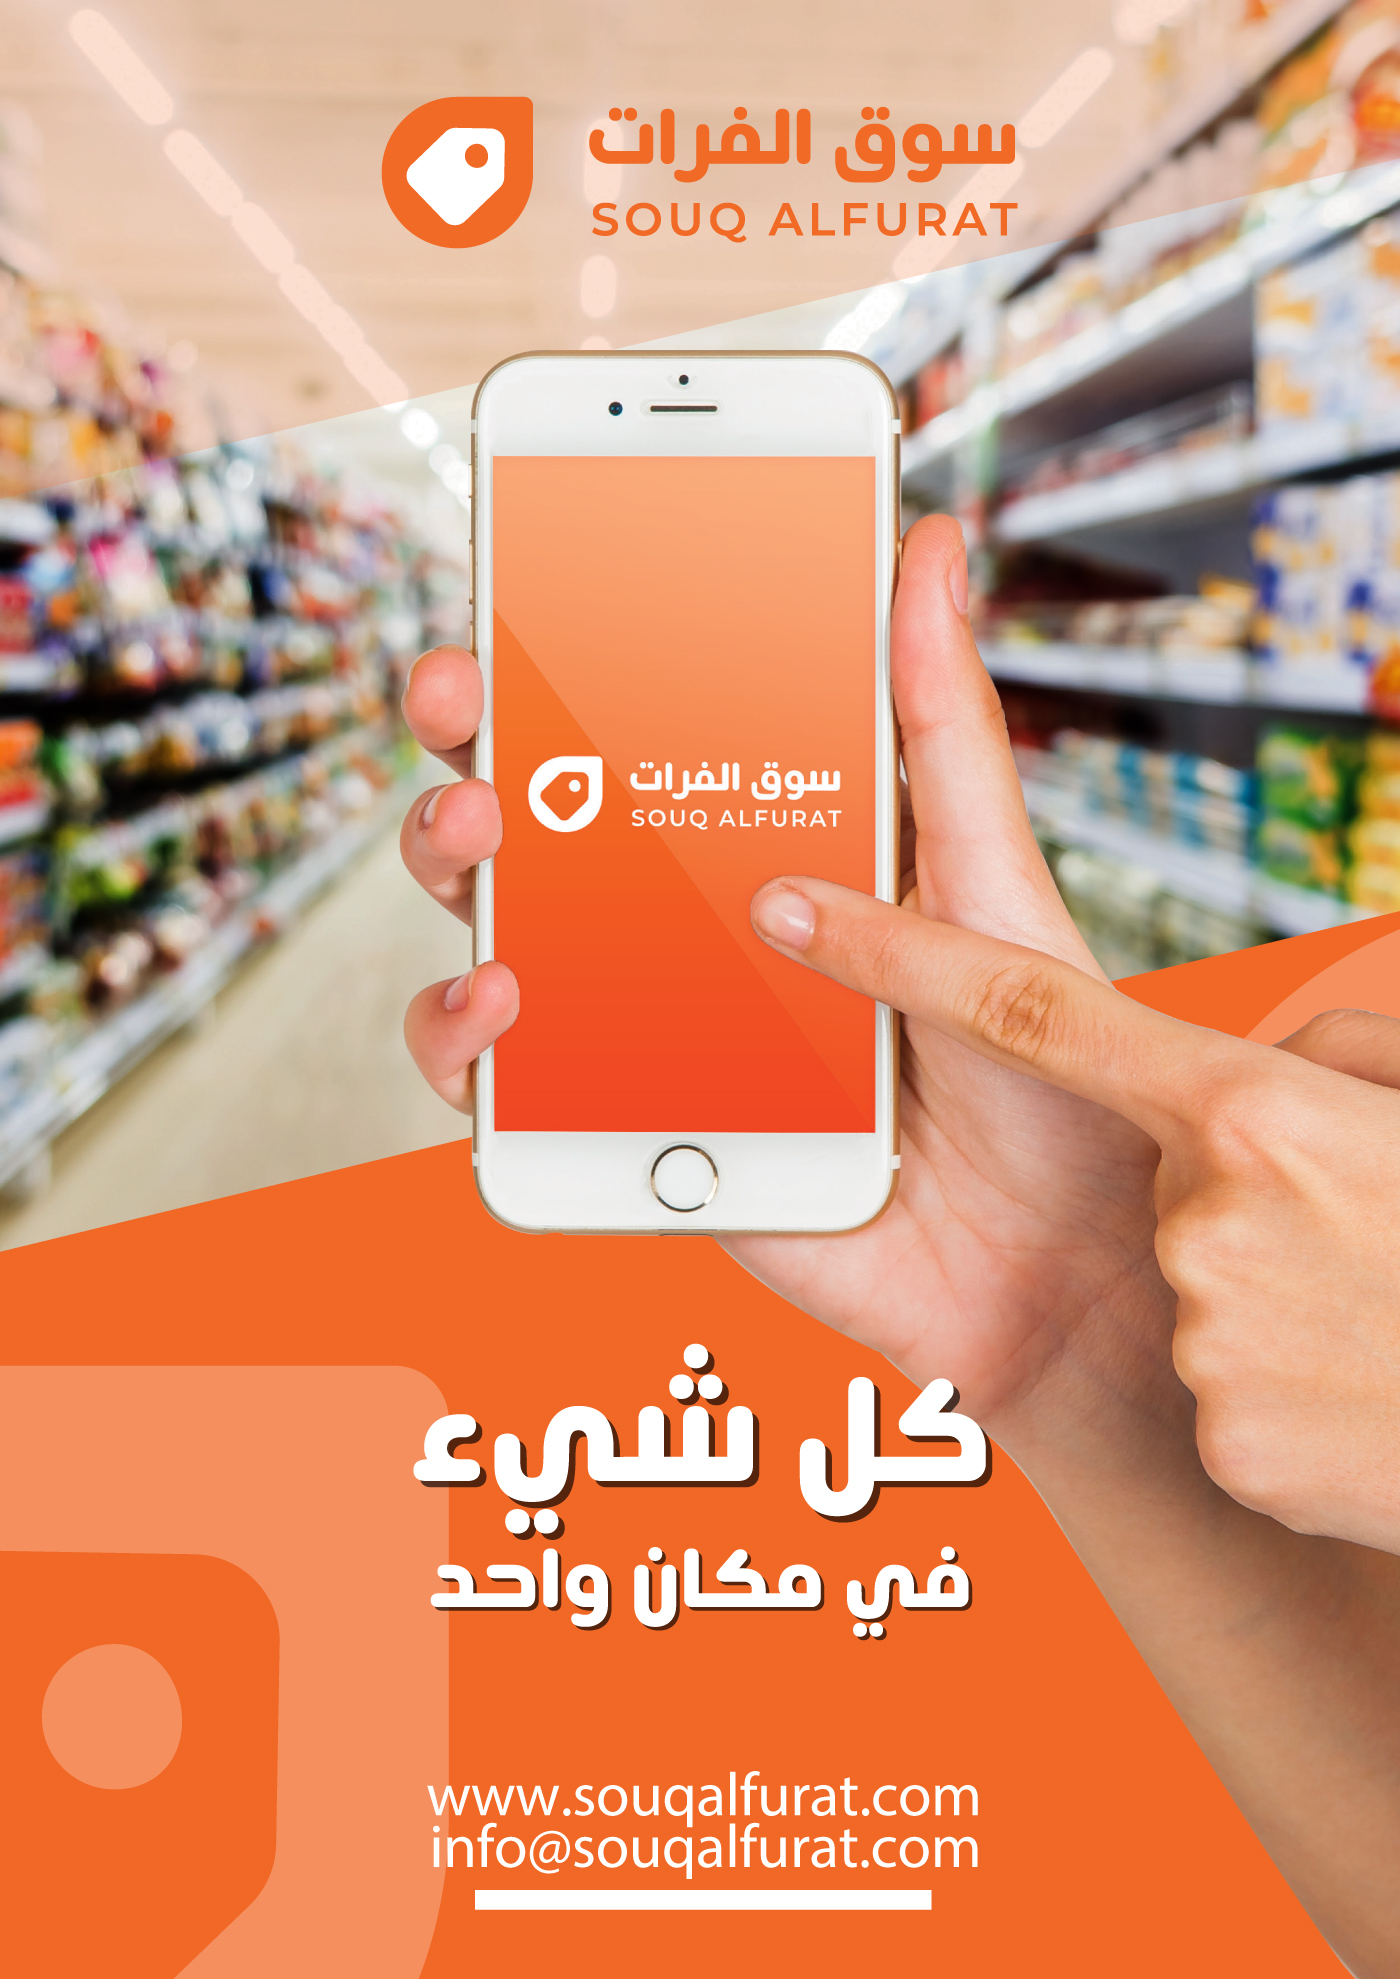 سوق الفرات
SOUQ ALFURAT
سوق الفرات
SOUQ ALFURAT
كل شيء
في مكان واحد
www.souqalfurat.com
info@souqalfurat.com